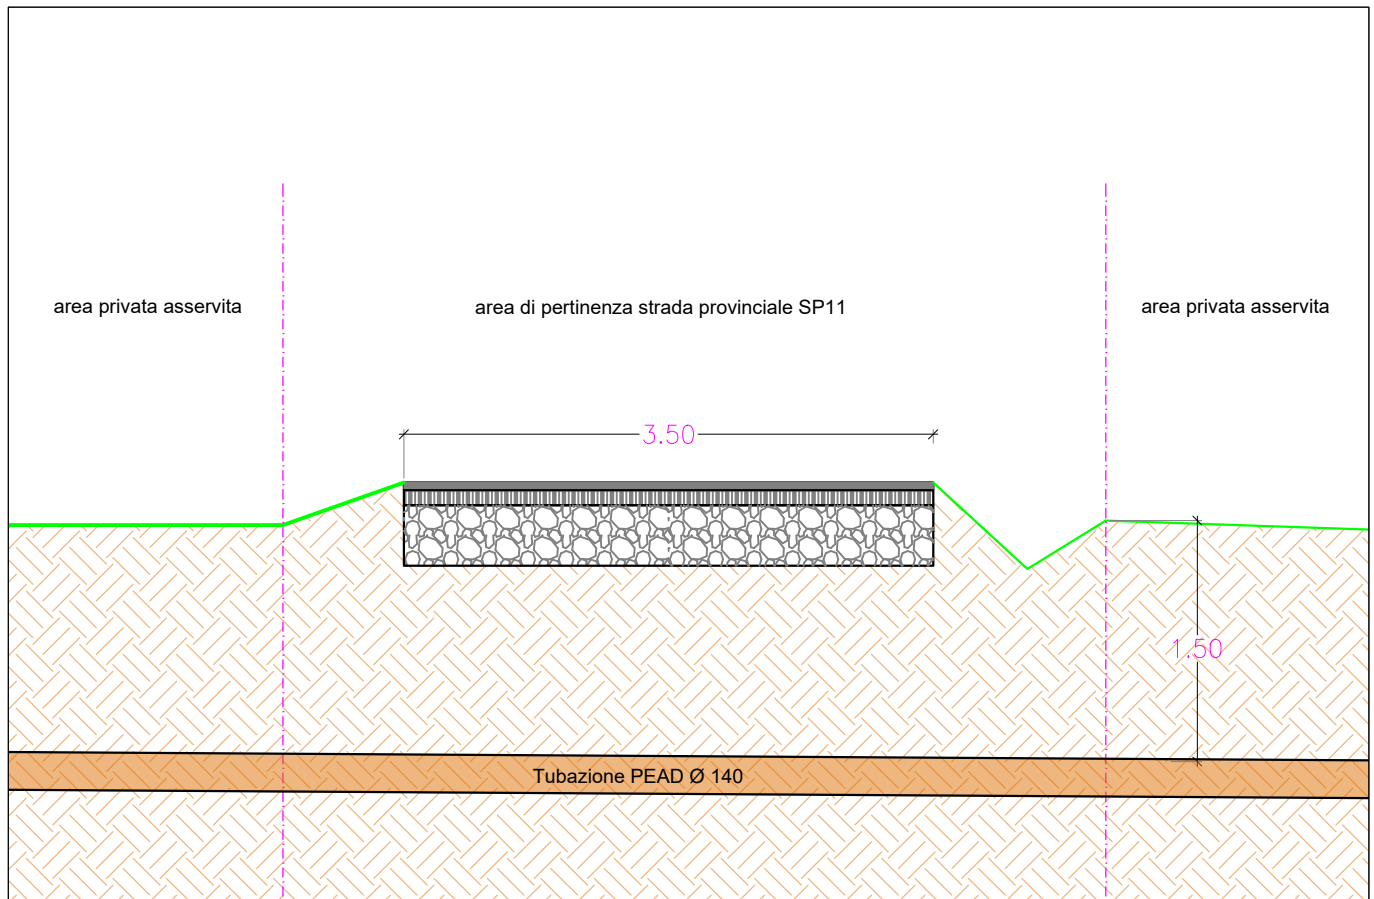 area privata asservita
area di pertinenza strada provinciale SP11
area privata asservita
3.50
1.50
Tubazione PEAD Ø 140